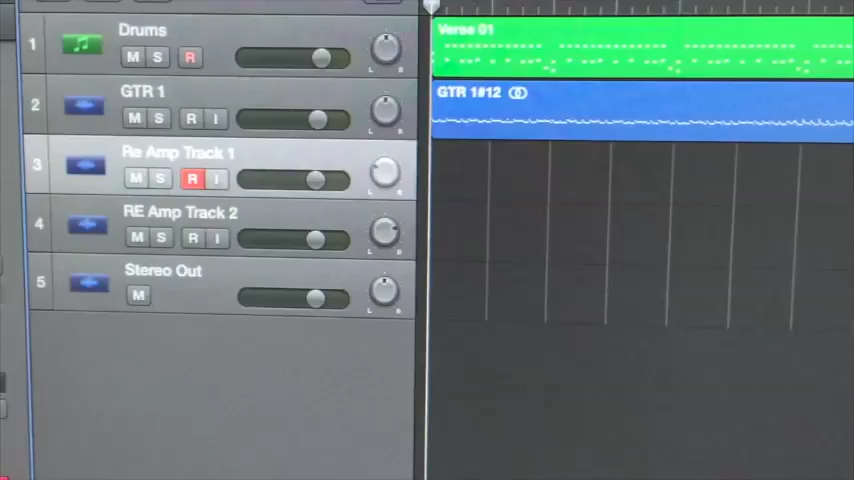 Drums
Verse 01
1
M S R
L R
GTR 1
GTR 1#12
2
M S R I
L R
Re Amp Track 1
3
M S R I
L R
RE Amp Track 2
4
M S R I
L R
Stereo Out
5
M
L R